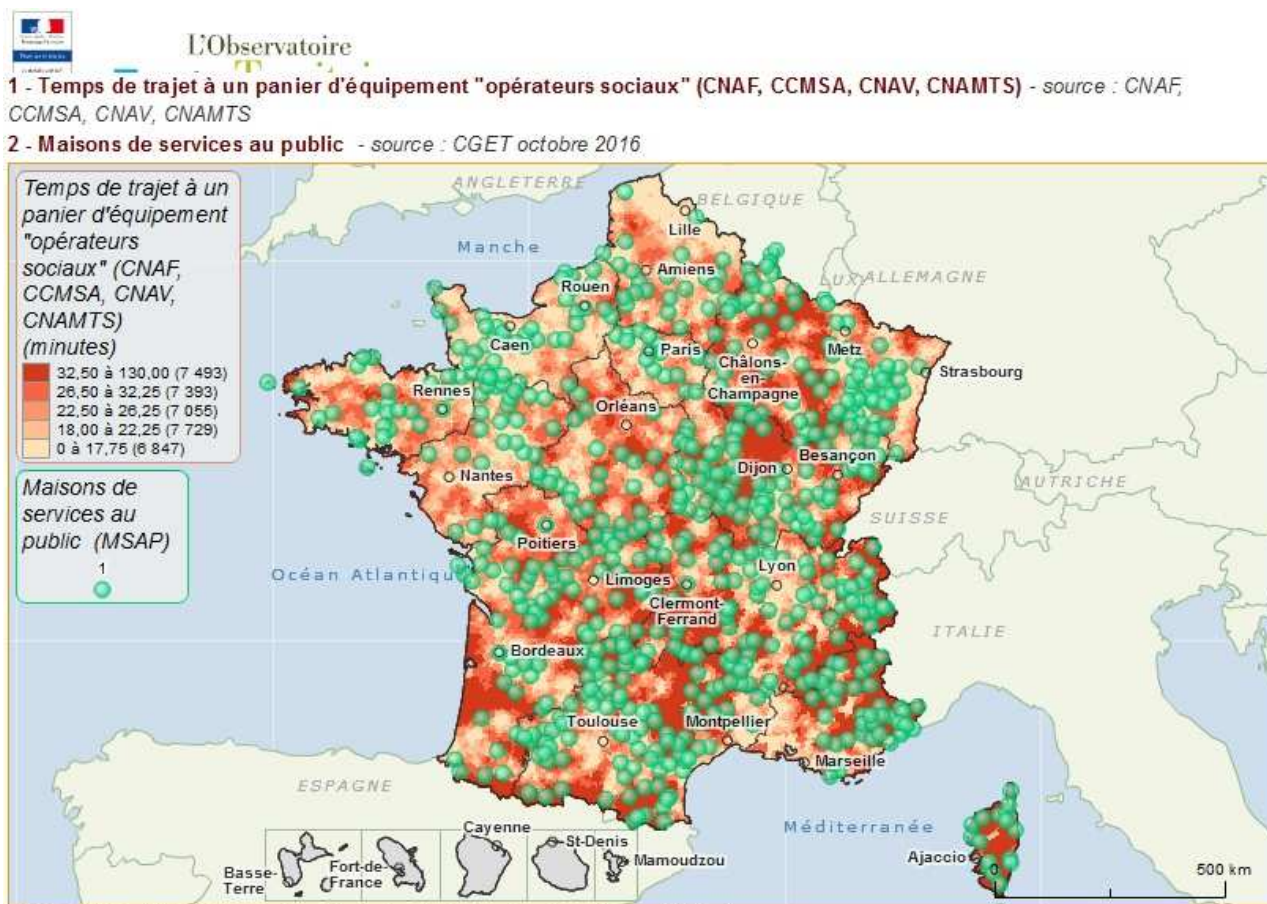 L'Observatoire
1 - Temps de trajet à un panier d'équipement "opérateurs sociaux" (CNAF, CCMSA, CNAV, CNAMTS) - source : CNAF,
CCMSA, CNAV, CNAMTS
2 - Maisons de services au public - source : CGET octobre 2016
Temps de trajet à un
panier d'équipement
"opérateurs
sociaux" (CNAF,
CCMSA, CNAV,
CNAMTS)
(minutes)
32,50 à 130,00 (7 493)
26,50 à 32,25 (7 393)
22,50 à 26,25 (7 055)
18,00 à 22,25 (7 729)
0 à 17,75 (6 847)
Maisons de
services au
public (MSAP)
1
ANGLETERRE
BELGIQUE
Lille
Manche
LUX
ALLEMAGNE
Amiens
Rouen
Caen
Paris
Châlons-
en-
Champagne
Metz
Strasbourg
Rennes
Orléans
Dijon
Besançon
Nantes
AUTRICHE
SUISSE
Poitiers
Océan Atlantiqu
Limoges
Lyon
Clermont-
Ferrand
ITALIE
Bordeaux
Toulouse
Montpellier
Marseille
ESPAGNE
Méditerranée
Ajaccio
Cayenne
St-Denis
Mamoudzou
Basse-
Terre
Fort-de-
France
0
500 km